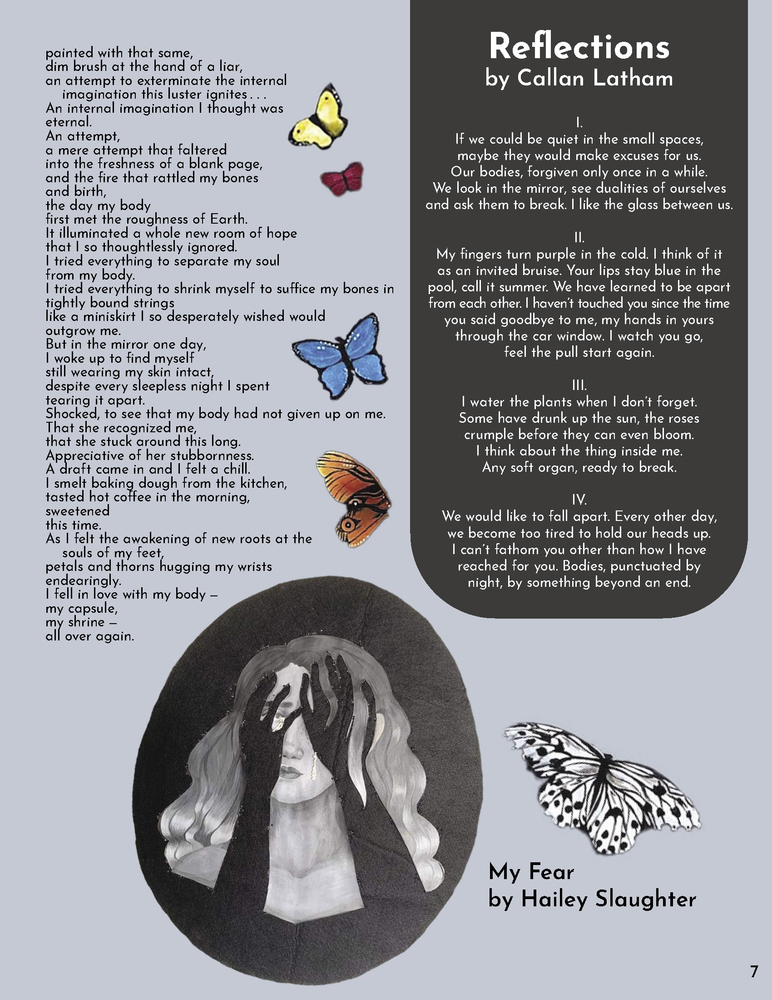 painted with that same,
dim brush at the hand of a liar,
an attempt to exterminate the internal
imagination this luster ignites . . .
An internal imagination I thought was
eternal.
An attempt,
a mere attempt that faltered
into the freshness of a blank page,
and the fire that rattled my bones
and birth,
the day my body
first met the roughness of Earth.
It illuminated a whole new room of hope
that I so thoughtlessly ignored.
I tried everything to separate my soul
from my body.
I tried everything to shrink myself to suffice my bones in
tightly bound strings
like a miniskirt I so desperately wished would
outgrow me.
But in the mirror one day,
I woke up to find myself
still wearing my skin intact,
despite every sleepless night I spent
tearing it apart.
Shocked, to see that my body had not given up on me.
That she recognized me,
that she stuck around this long.
Appreciative of her stubbornness.
A draft came in and I felt a chill.
I smelt baking dough from the kitchen,
tasted hot coffee in the morning,
sweetened
this time.
As I felt the awakening of new roots at the
souls of my feet,
petals and thorns hugging my wrists
endearingly.
I fell in love with my body –
my capsule,
my shrine –
all over again.
Reflections
by Callan Latham
I.
If we could be quiet in the small spaces,
maybe they would make excuses for us.
Our bodies, forgiven only once in a while.
We look in the mirror, see dualities of ourselves
and ask them to break. I like the glass between us.
II.
My fingers turn purple in the cold. I think of it
as an invited bruise. Your lips stay blue in the
pool, call it summer. We have learned to be apart
from each other. I haven't touched you since the time
you said goodbye to me, my hands in yours
through the car window. I watch you go,
feel the pull start again.
III.
I water the plants when I don't forget.
Some have drunk up the sun, the roses
crumple before they can even bloom.
I think about the thing inside me.
Any soft organ, ready to break.
IV.
We would like to fall apart. Every other day,
we become too tired to hold our heads up.
I can't fathom you other than how I have
reached for you. Bodies, punctuated by
night, by something beyond an end.
My Fear
by Hailey Slaughter
7